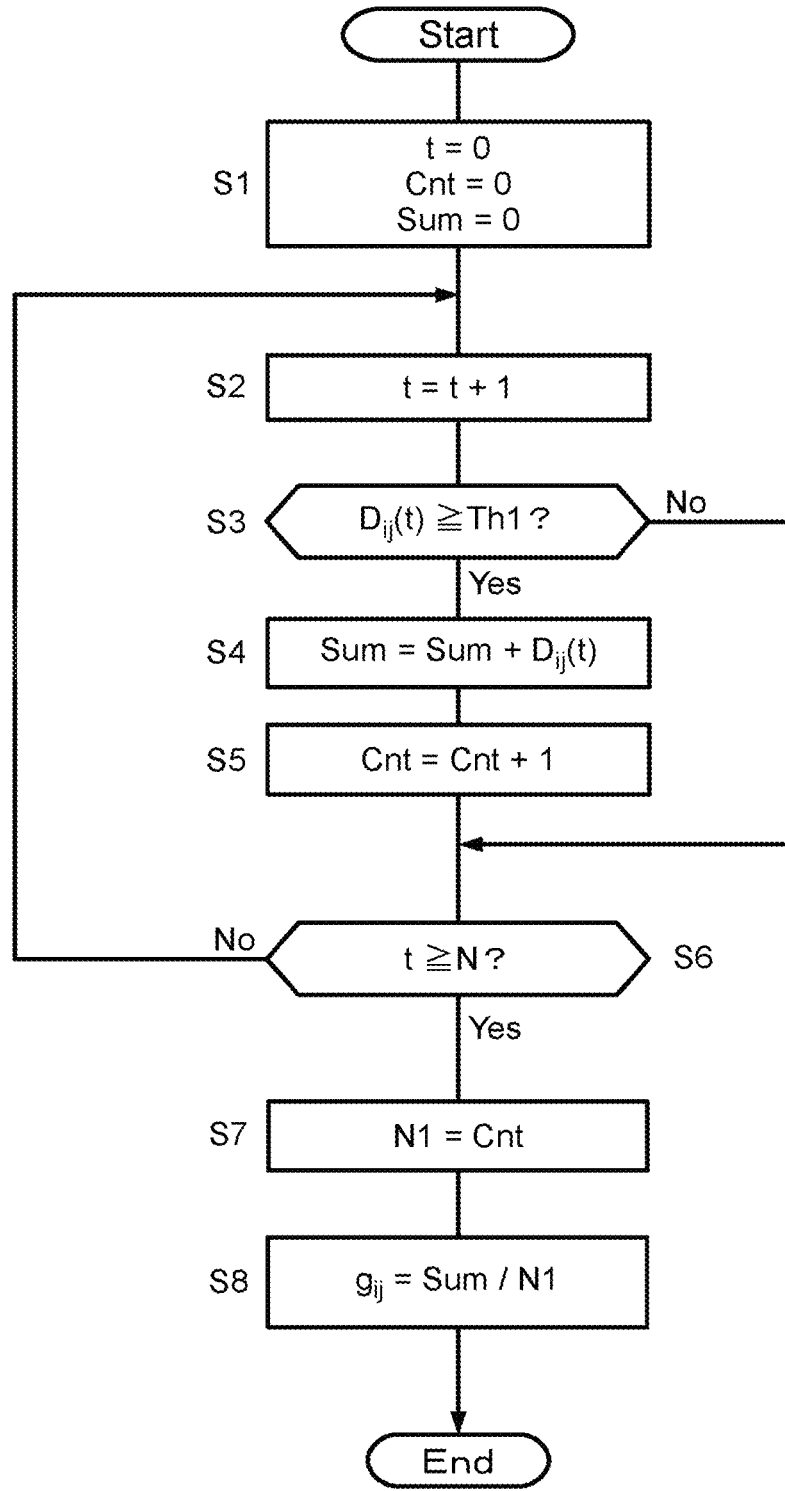 Start
S1
t = 0
Cnt = 0
Sum = 0
S2
t = t + 1
S3
D_ij(t) ≧ Th1 ?
No
Yes
S4
Sum = Sum + D_ij(t)
S5
Cnt = Cnt + 1
No
t ≧ N ?
S6
Yes
S7
N1 = Cnt
S8
g_ij = Sum / N1
End